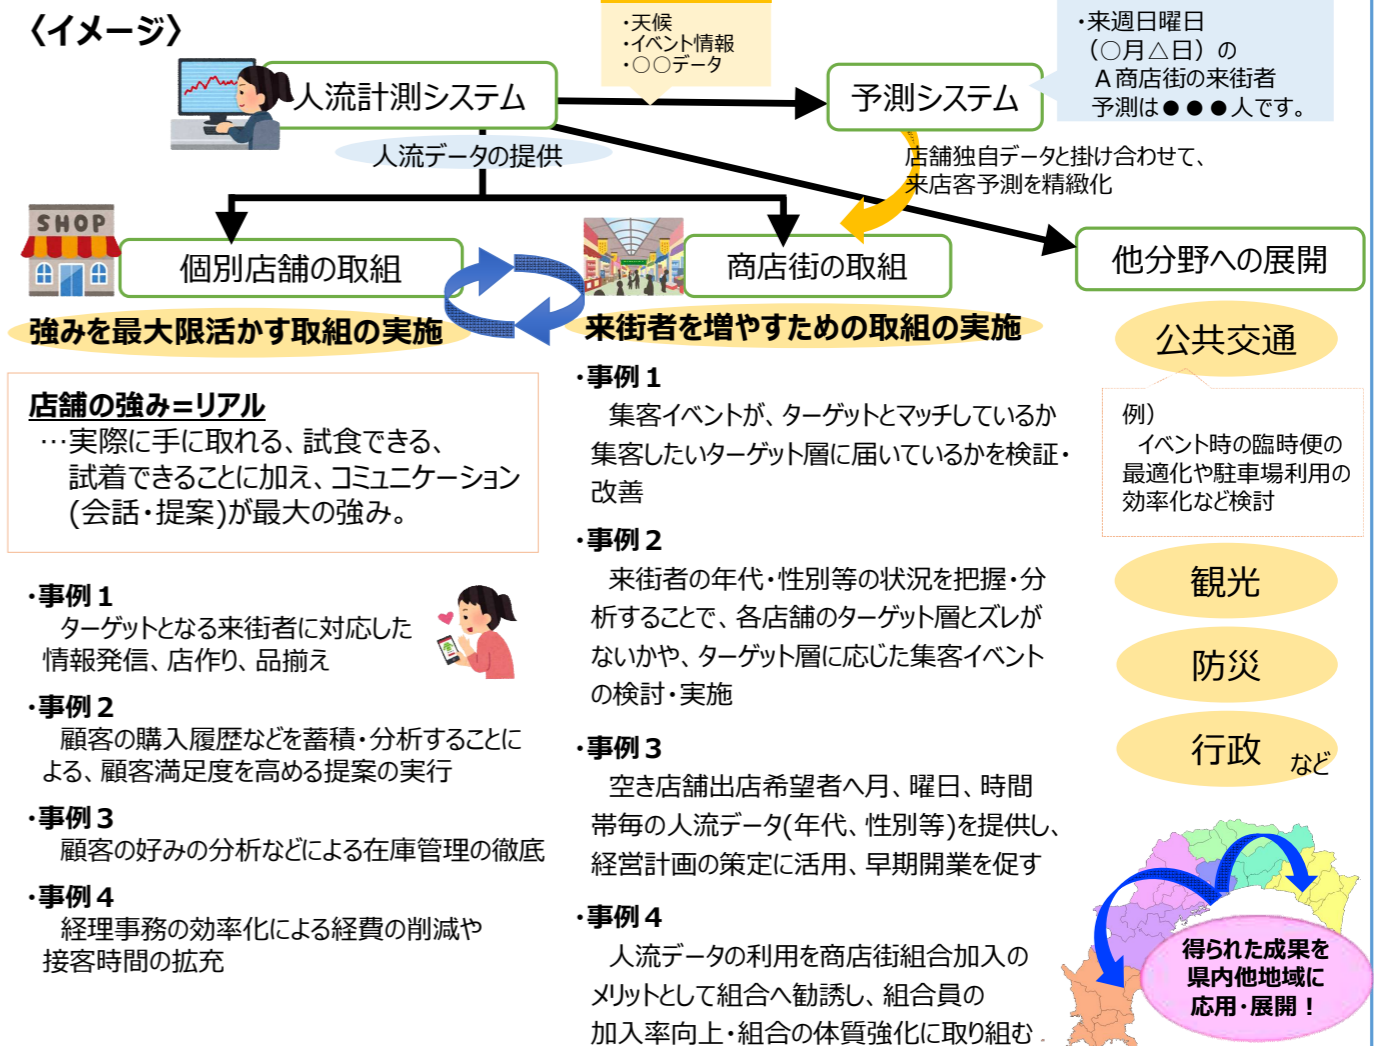 〈イメージ〉
・天候
・イベント情報
・○○データ
・来週日曜日
（○月△日）の
Ａ商店街の来街者
予測は●●●人です。
人流計測システム
予測システム
人流データの提供
店舗独自データと掛け合わせて、
来店客予測を精緻化
SHOP
個別店舗の取組
商店街の取組
他分野への展開
強みを最大限活かす取組の実施
店舗の強み=リアル
…実際に手に取れる、試食できる、
試着できることに加え、コミュニケーション
(会話・提案)が最大の強み。
・事例１
ターゲットとなる来街者に対応した
情報発信、店作り、品揃え
・事例２
顧客の購入履歴などを蓄積・分析することに
よる、顧客満足度を高める提案の実行
・事例３
顧客の好みの分析などによる在庫管理の徹底
・事例４
経理事務の効率化による経費の削減や
接客時間の拡充
来街者を増やすための取組の実施
・事例１
集客イベントが、ターゲットとマッチしているか
集客したいターゲット層に届いているかを検証・
改善
・事例２
来街者の年代・性別等の状況を把握・分
析することで、各店舗のターゲット層とズレが
ないかや、ターゲット層に応じた集客イベント
の検討・実施
・事例３
空き店舗出店希望者へ月、曜日、時間
帯毎の人流データ(年代、性別等)を提供し、
経営計画の策定に活用、早期開業を促す
・事例４
人流データの利用を商店街組合加入の
メリットとして組合へ勧誘し、組合員の
加入率向上・組合の体質強化に取り組む
公共交通
例）
イベント時の臨時便の
最適化や駐車場利用の
効率化など検討
観光
防災
行政
など
得られた成果を
県内他地域に
応用・展開！